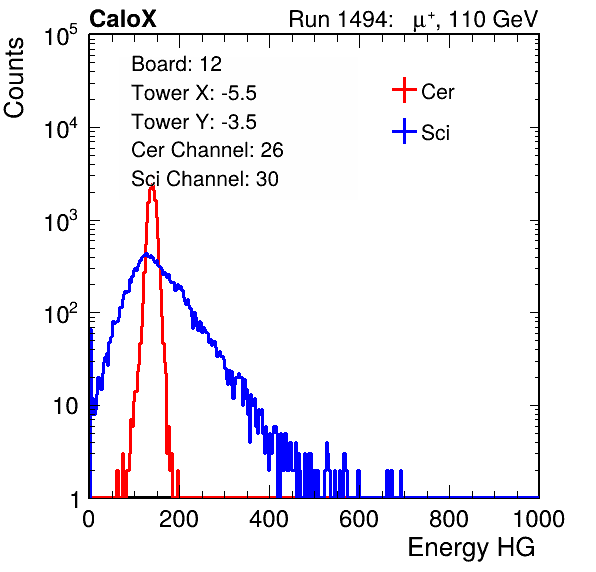 CaloX Run 1494: μ⁺, 110 GeV
Board: 12
Tower X: -5.5
Tower Y: -3.5
Cer Channel: 26
Sci Channel: 30
Cer
Sci
Counts
10⁵
10⁴
10³
10²
10
1
0 200 400 600 800 1000
Energy HG